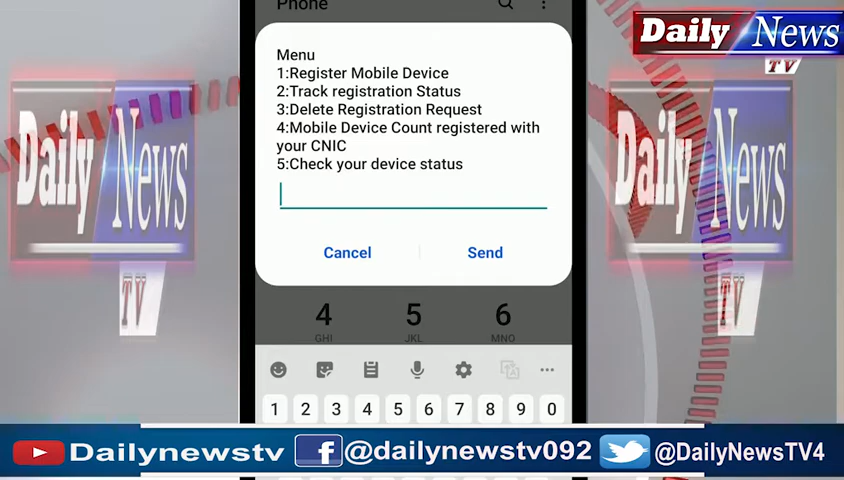 Phone
Daily News
TV
Menu
1:Register Mobile Device
2:Track registration Status
3:Delete Registration Request
4:Mobile Device Count registered with
your CNIC
5:Check your device status
Cancel
Send
Daily News
TV
Daily News
TV
4
5
6
GHI
JKL
MNO
1 2 3 4 5 6 7 8 9 0
Dailynewstv
f @dailynewstv092
@DailyNewsTV4